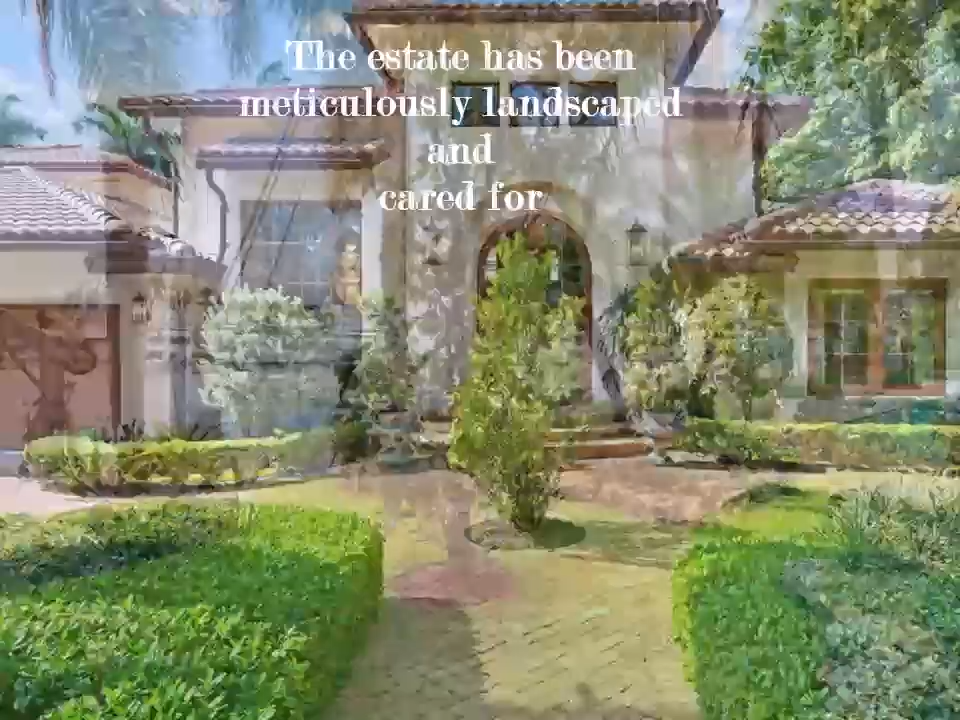 The estate has been
meticulously landscaped
and
cared for